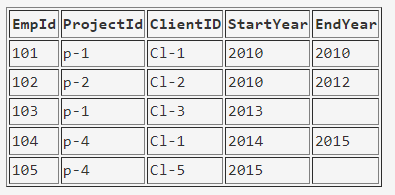 EmpId ProjectId ClientID StartYear EndYear
101 p-1 Cl-1 2010 2010
102 p-2 Cl-2 2010 2012
103 p-1 Cl-3 2013
104 p-4 Cl-1 2014 2015
105 p-4 Cl-5 2015